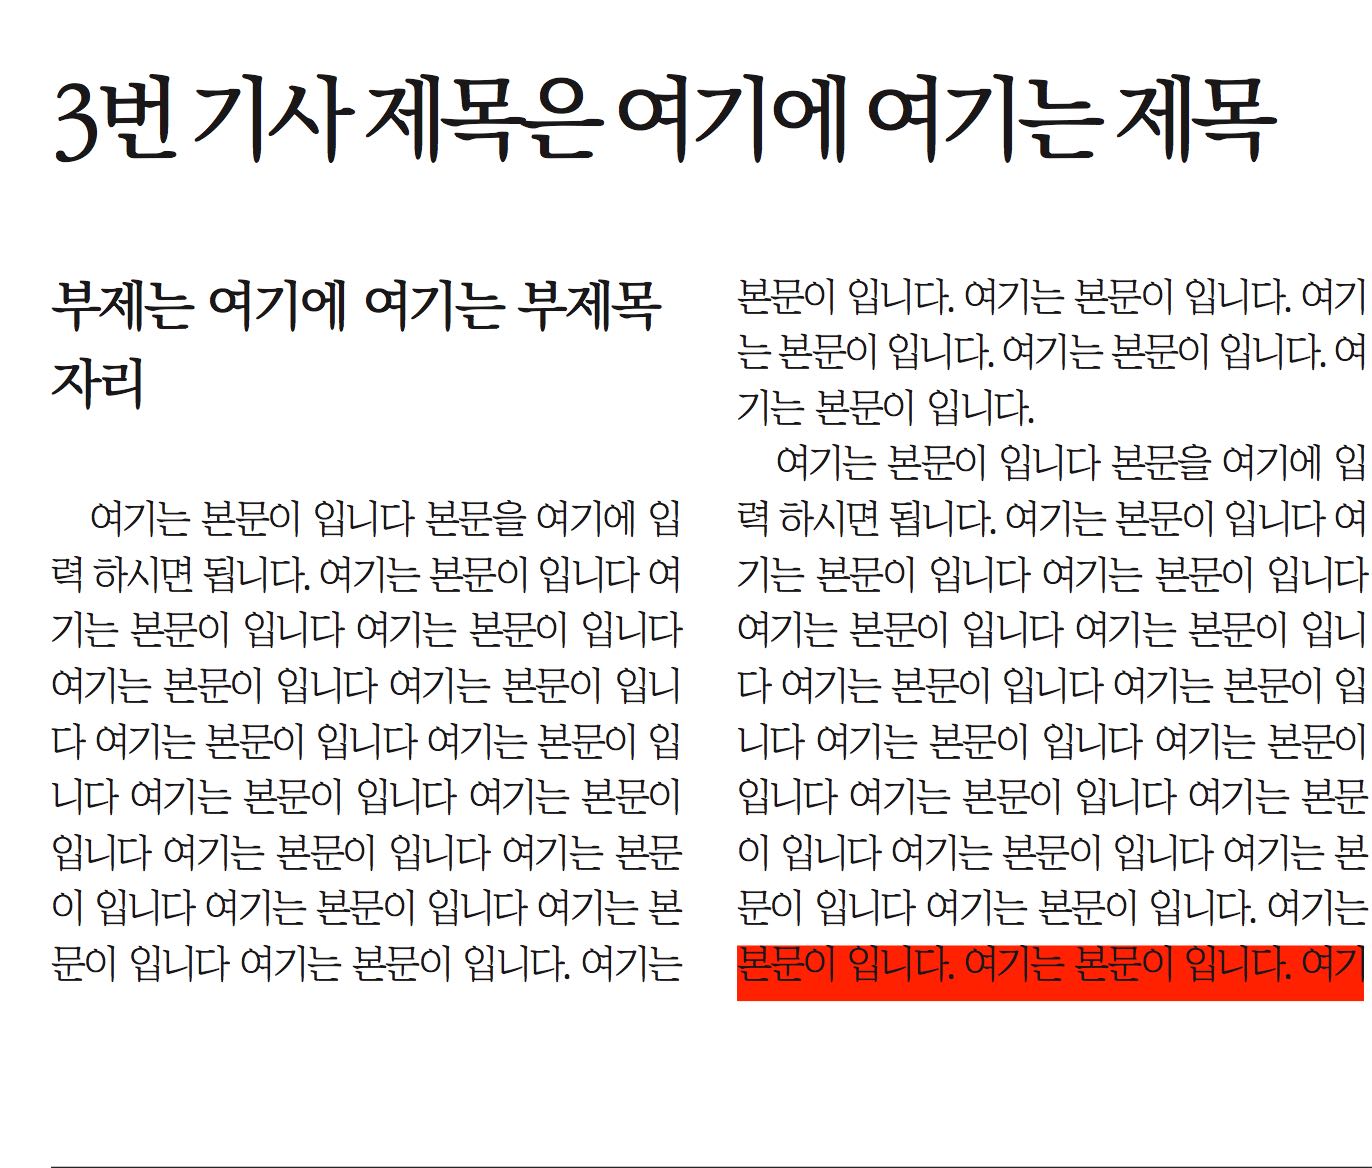 3번 기사 제목은 여기에 여기는 제목
부제는 여기에 여기는 부제목
자리
여기는 본문이 입니다 본문을 여기에 입
력 하시면 됩니다. 여기는 본문이 입니다 여
기는 본문이 입니다 여기는 본문이 입니다
여기는 본문이 입니다 여기는 본문이 입니
다 여기는 본문이 입니다 여기는 본문이 입
니다 여기는 본문이 입니다 여기는 본문이
입니다 여기는 본문이 입니다 여기는 본문
이 입니다 여기는 본문이 입니다 여기는 본
문이 입니다 여기는 본문이 입니다. 여기는
본문이 입니다. 여기는 본문이 입니다. 여기
는 본문이 입니다. 여기는 본문이 입니다. 여
기는 본문이 입니다.
여기는 본문이 입니다 본문을 여기에 입
력 하시면 됩니다. 여기는 본문이 입니다 여
기는 본문이 입니다 여기는 본문이 입니다
여기는 본문이 입니다 여기는 본문이 입니
다 여기는 본문이 입니다 여기는 본문이 입
니다 여기는 본문이 입니다 여기는 본문이
입니다 여기는 본문이 입니다 여기는 본문
이 입니다 여기는 본문이 입니다 여기는 본
문이 입니다 여기는 본문이 입니다. 여기는
본문이 입니다. 여기는 본문이 입니다. 여기